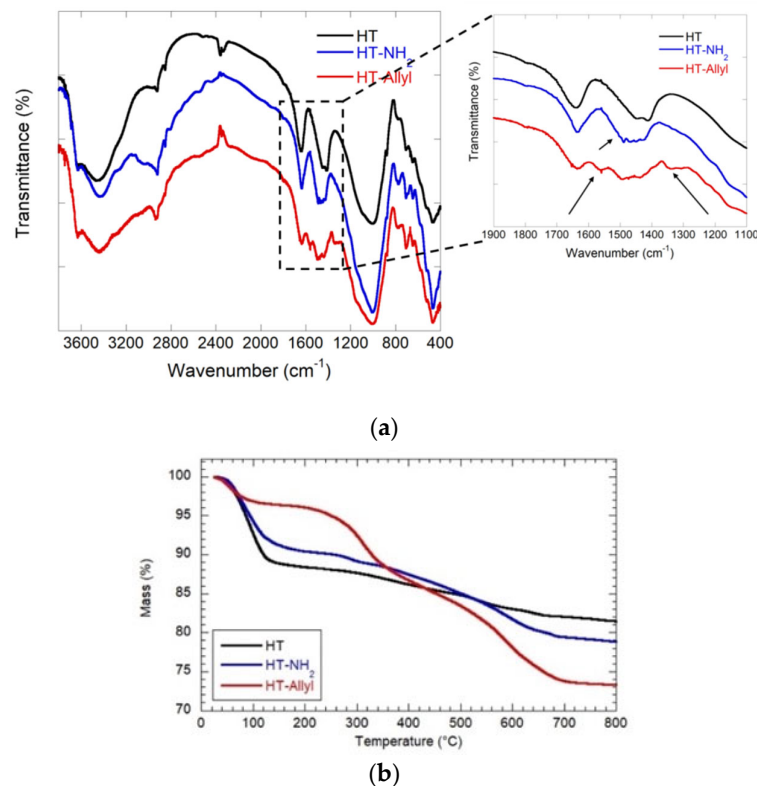 HT
HT-NH2
HT-Allyl
Transmittance (%)
3600 3200 2800 2400 2000 1600 1200 800 400
Wavenumber (cm-1)
HT
HT-NH2
HT-Allyl
Transmittance (%)
1900 1800 1700 1600 1500 1400 1300 1200 1100
Wavenumber (cm-1)
(a)
100
95
90
85
80
75
70
Mass (%)
HT
HT-NH2
HT-Allyl
0 100 200 300 400 500 600 700 800
Temperature (°C)
(b)